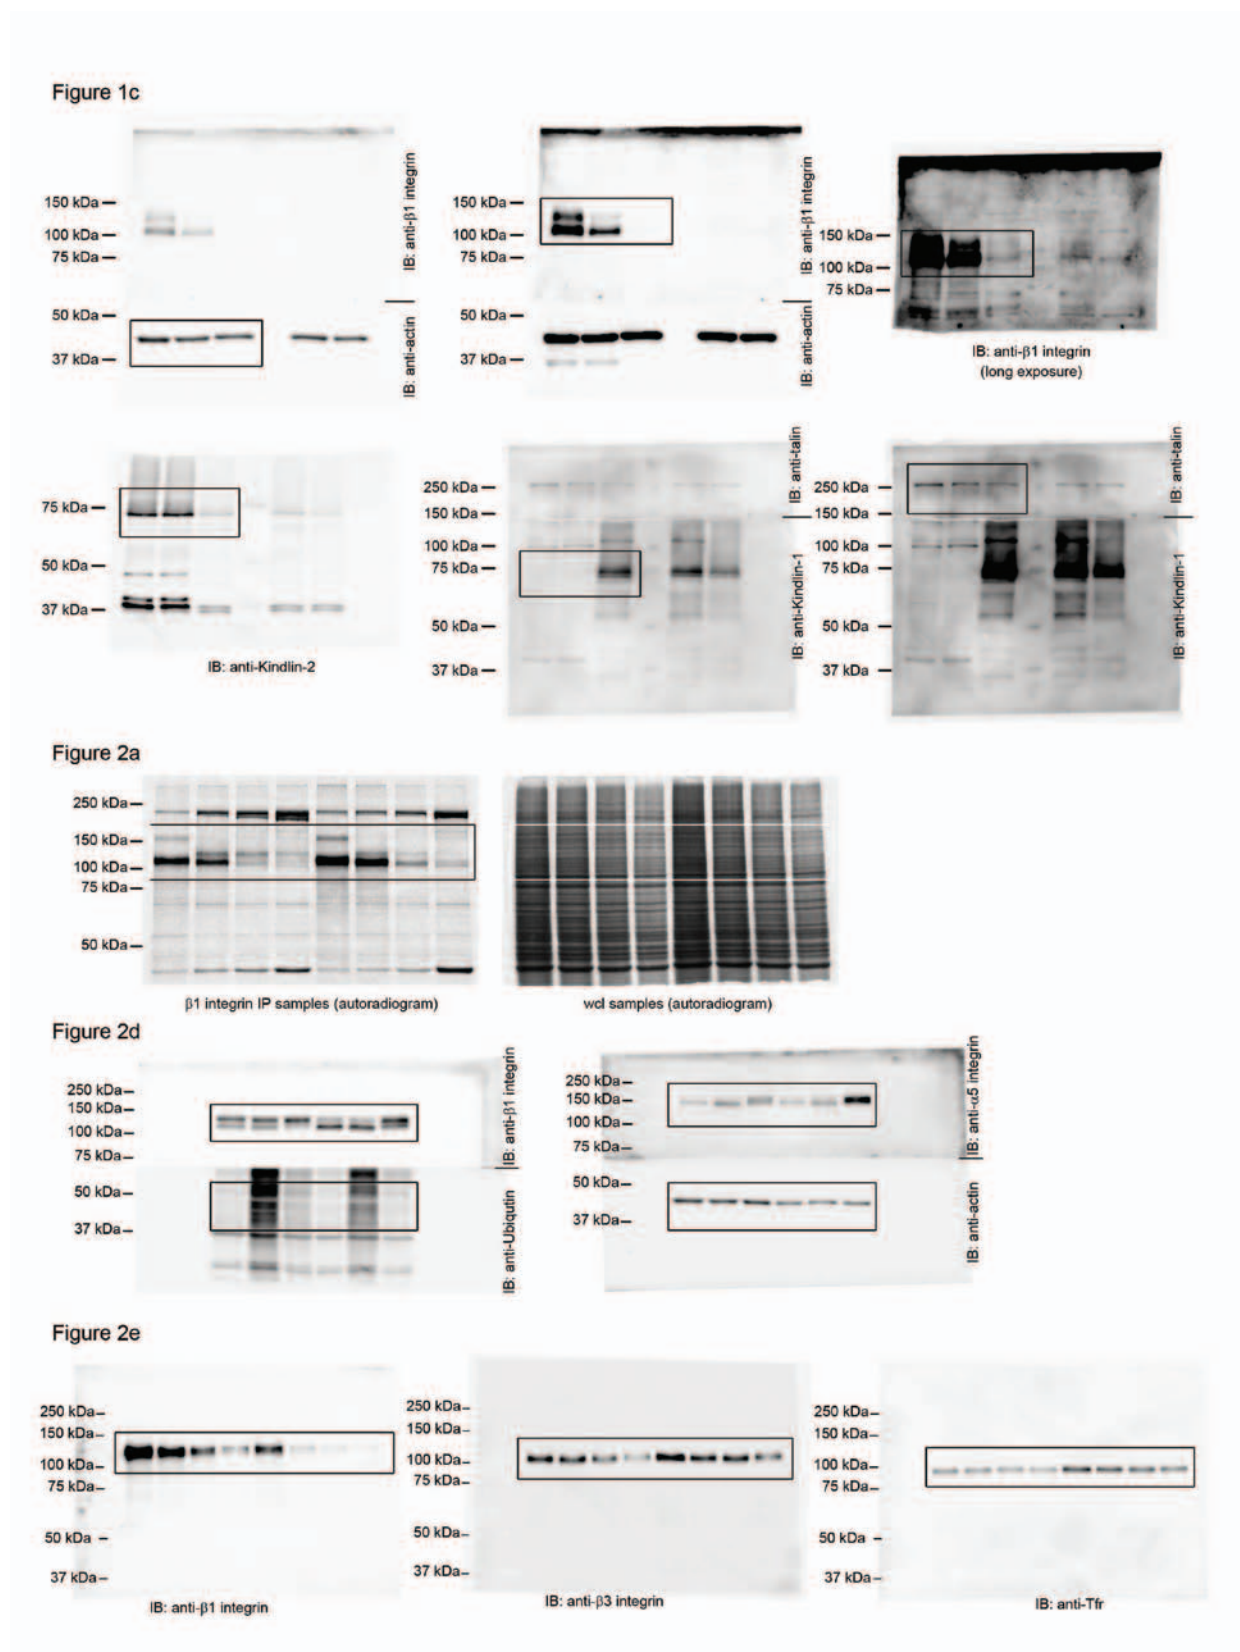 Figure 1c
150 kDa
100 kDa
75 kDa
50 kDa
37 kDa
IB: anti-β1 integrin
IB: anti-actin
150 kDa
100 kDa
75 kDa
50 kDa
37 kDa
IB: anti-β1 integrin
IB: anti-actin
150 kDa
100 kDa
75 kDa
IB: anti-β1 integrin
(long exposure)
75 kDa
50 kDa
37 kDa
IB: anti-Kindlin-2
250 kDa
150 kDa
100 kDa
75 kDa
50 kDa
37 kDa
IB: anti-talin
IB: anti-Kindlin-1
250 kDa
150 kDa
100 kDa
75 kDa
50 kDa
37 kDa
IB: anti-talin
IB: anti-Kindlin-1
Figure 2a
250 kDa
150 kDa
100 kDa
75 kDa
50 kDa
β1 integrin IP samples (autoradiogram)
wcl samples (autoradiogram)
Figure 2d
250 kDa
150 kDa
100 kDa
75 kDa
50 kDa
37 kDa
IB: anti-β1 integrin
IB: anti-Ubiqutin
250 kDa
150 kDa
100 kDa
75 kDa
50 kDa
37 kDa
IB: anti-α5 integrin
IB: anti-actin
Figure 2e
250 kDa
150 kDa
100 kDa
75 kDa
50 kDa
37 kDa
IB: anti-β1 integrin
250 kDa
150 kDa
100 kDa
75 kDa
50 kDa
37 kDa
IB: anti-β3 integrin
250 kDa
150 kDa
100 kDa
75 kDa
50 kDa
37 kDa
IB: anti-Tfr